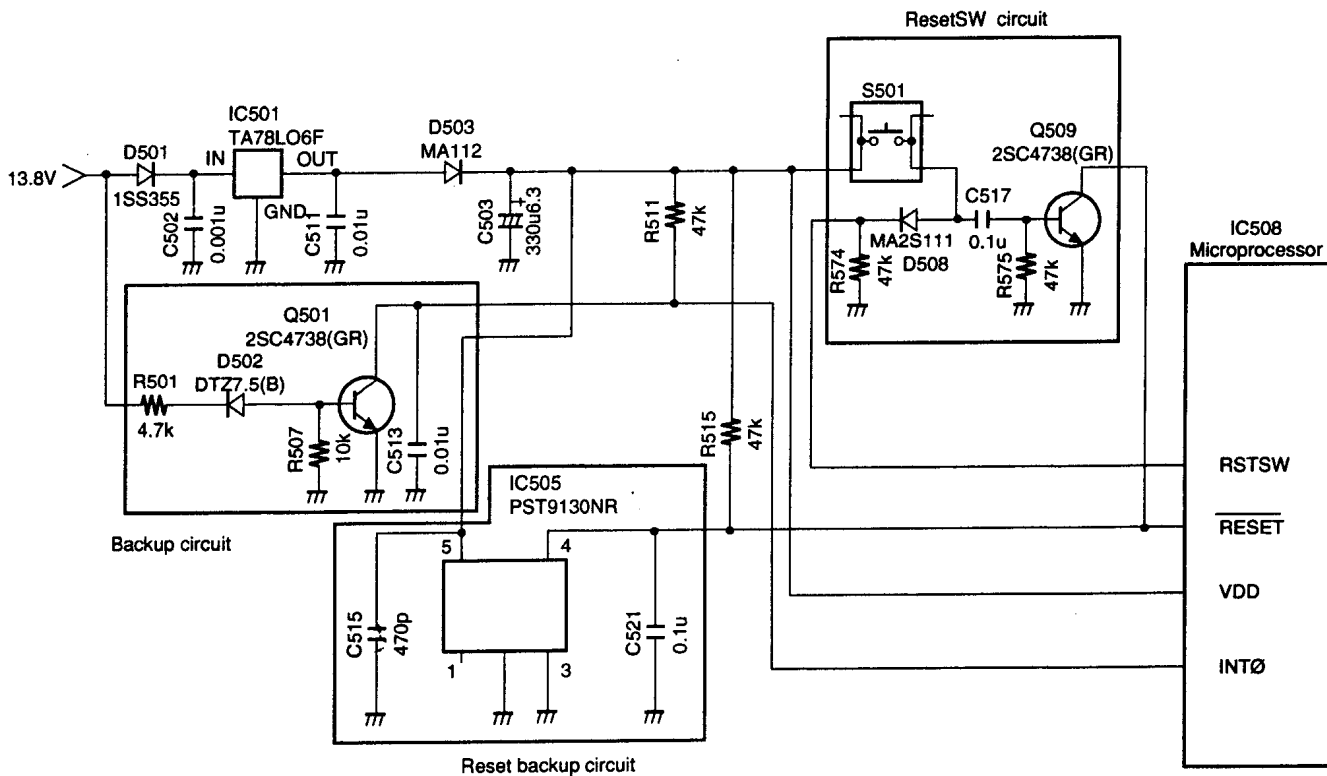 ResetSW circuit
S501
Q509
2SC4738(GR)
IC501
TA78LO6F
IN
OUT
GND
D501
1SS355
D503
MA112
13.8V
C502
0.001u
C511
0.01u
C503
330u6.3
+
R511
47k
C517
0.1u
MA2S111
D508
R574
47k
R575
47k
IC508
Microprocessor
Q501
2SC4738(GR)
D502
DTZ7.5(B)
R501
4.7k
R507
10k
C513
0.01u
R515
47k
Backup circuit
IC505
PST9130NR
5
4
1
3
C515
470p
C521
0.1u
Reset backup circuit
RSTSW
RESET
VDD
INTØ